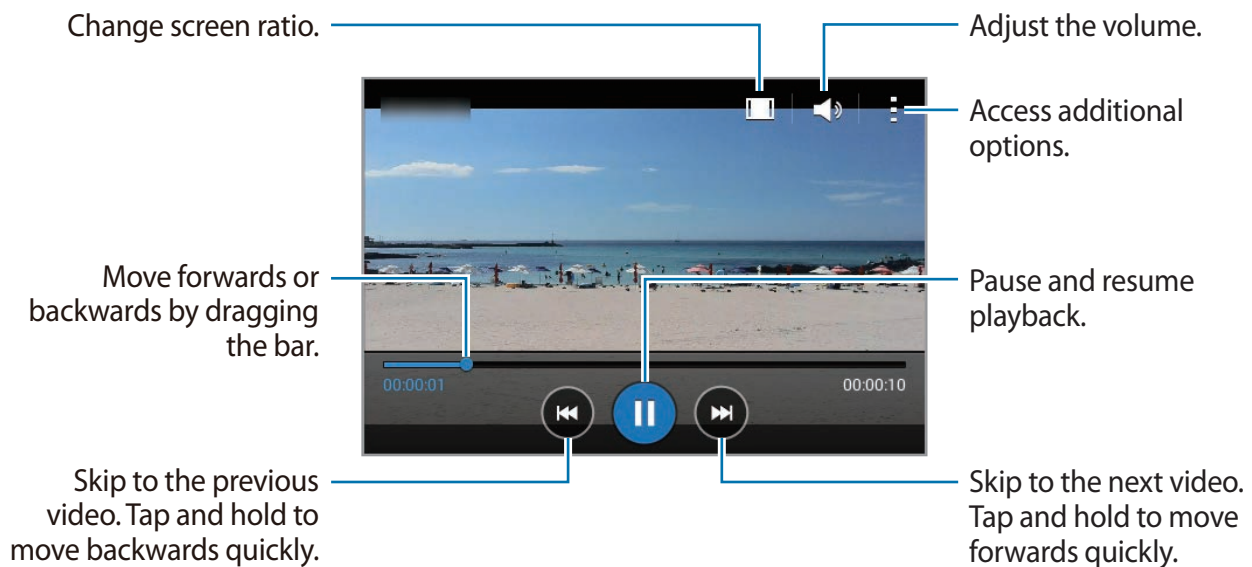 Change screen ratio.
Adjust the volume.
Access additional
options.
Move forwards or
backwards by dragging
the bar.
Pause and resume
playback.
00:00:01
00:00:10
Skip to the previous
video. Tap and hold to
move backwards quickly.
Skip to the next video.
Tap and hold to move
forwards quickly.